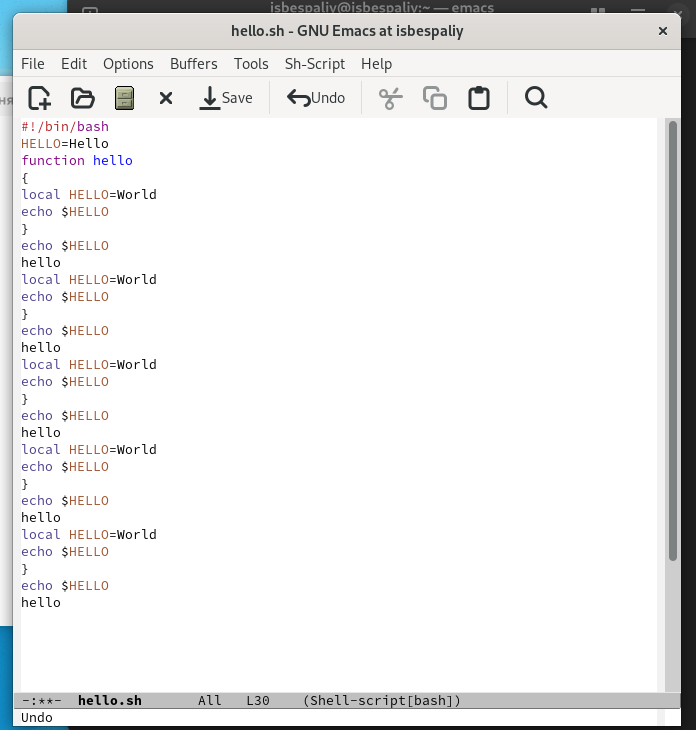 isbespaliv@isbespaliy:~ — emacs
hello.sh - GNU Emacs at isbespaliy
File Edit Options Buffers Tools Sh-Script Help
Save Undo
#!/bin/bash
HELLO=Hello
function hello
{
local HELLO=World
echo $HELLO
}
echo $HELLO
hello
local HELLO=World
echo $HELLO
}
echo $HELLO
hello
local HELLO=World
echo $HELLO
}
echo $HELLO
hello
local HELLO=World
echo $HELLO
}
echo $HELLO
hello
local HELLO=World
echo $HELLO
}
echo $HELLO
hello
-:**- hello.sh All L30 (Shell-script[bash])
Undo